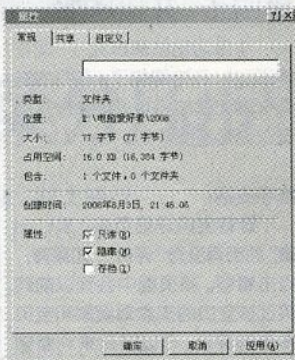 属性
常规 共享 自定义
类型: 文件夹
位置: E:\电脑爱好者\2008
大小: 77 字节 (77 字节)
占用空间: 16.0 KB (16,384 字节)
包含: 1 个文件，0 个文件夹
创建时间: 2008年8月3日, 21:46:06
属性: 只读(R)
隐藏(H)
存档(I)
确定 取消 应用(A)